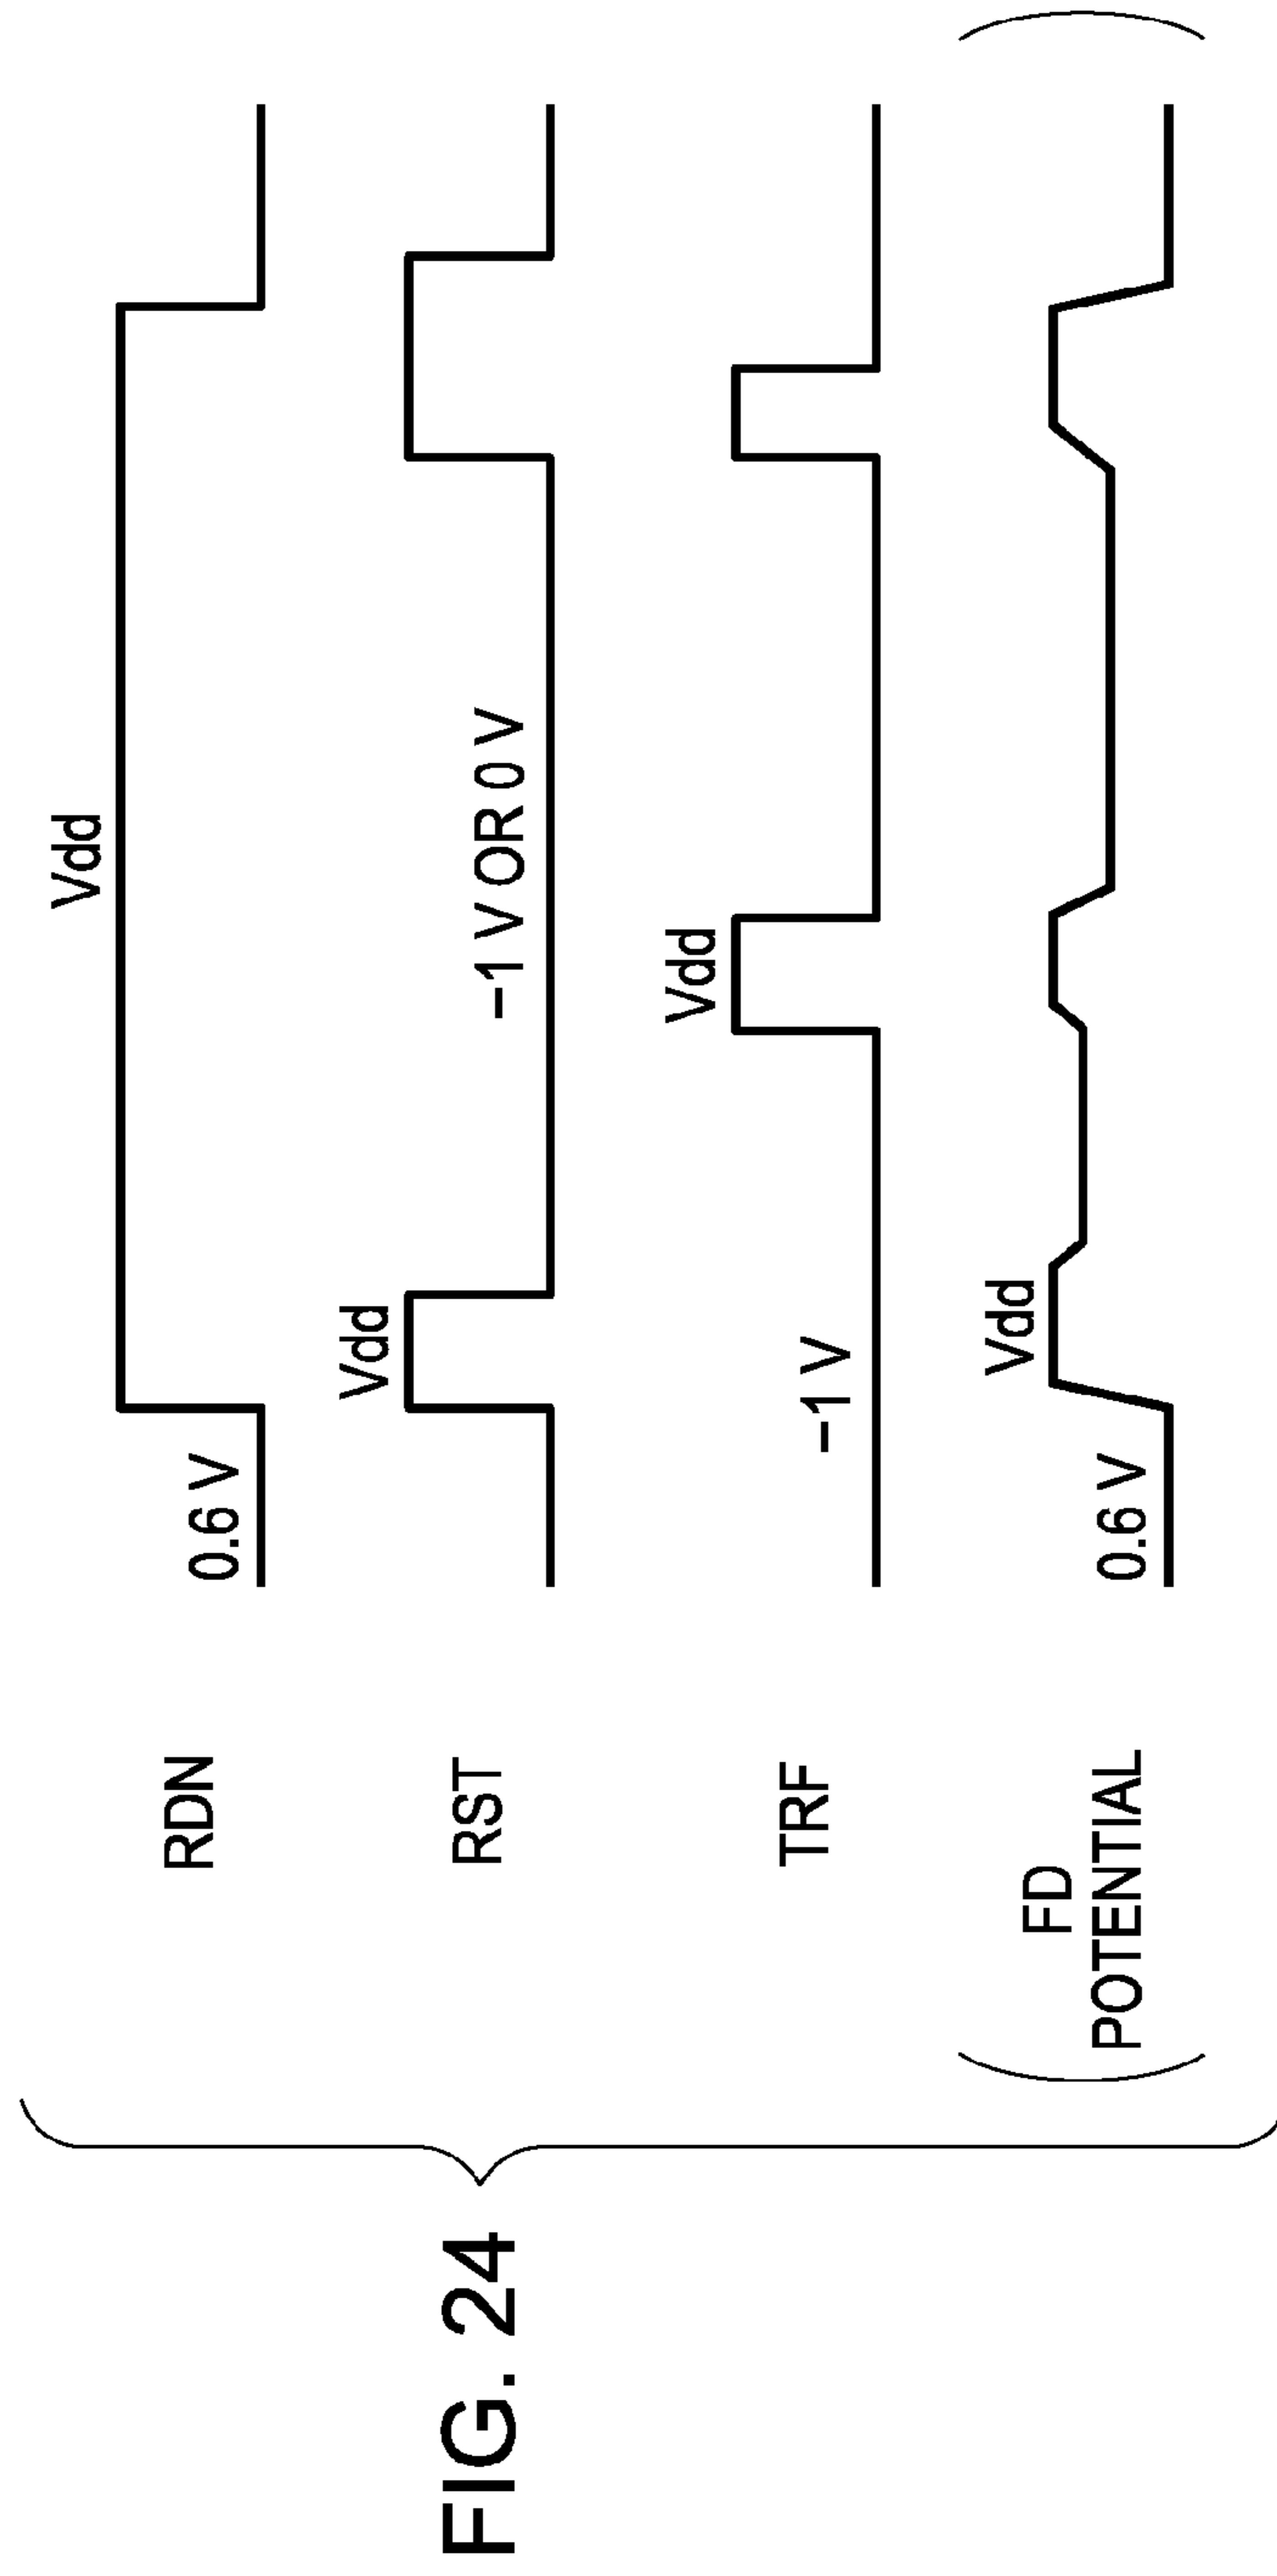 FIG. 24
RDN
0.6 V
Vdd
RST
Vdd
−1 V OR 0 V
TRF
−1 V
Vdd
FD
POTENTIAL
0.6 V
Vdd